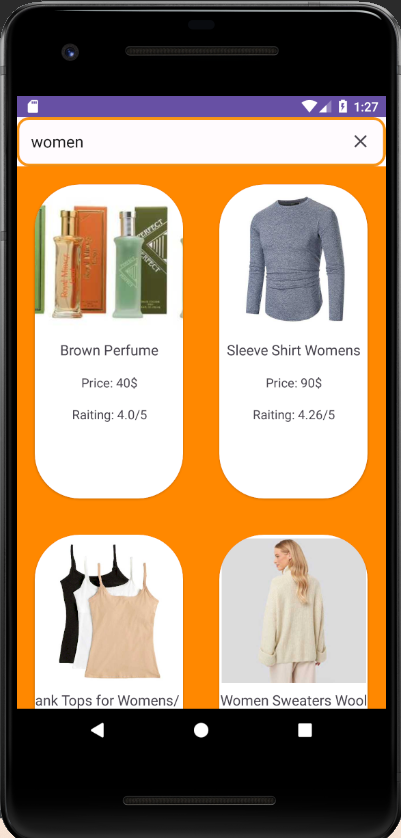 1:27
women
Brown Perfume
Price: 40$
Raiting: 4.0/5
Sleeve Shirt Womens
Price: 90$
Raiting: 4.26/5
ank Tops for Womens/
Women Sweaters Wool